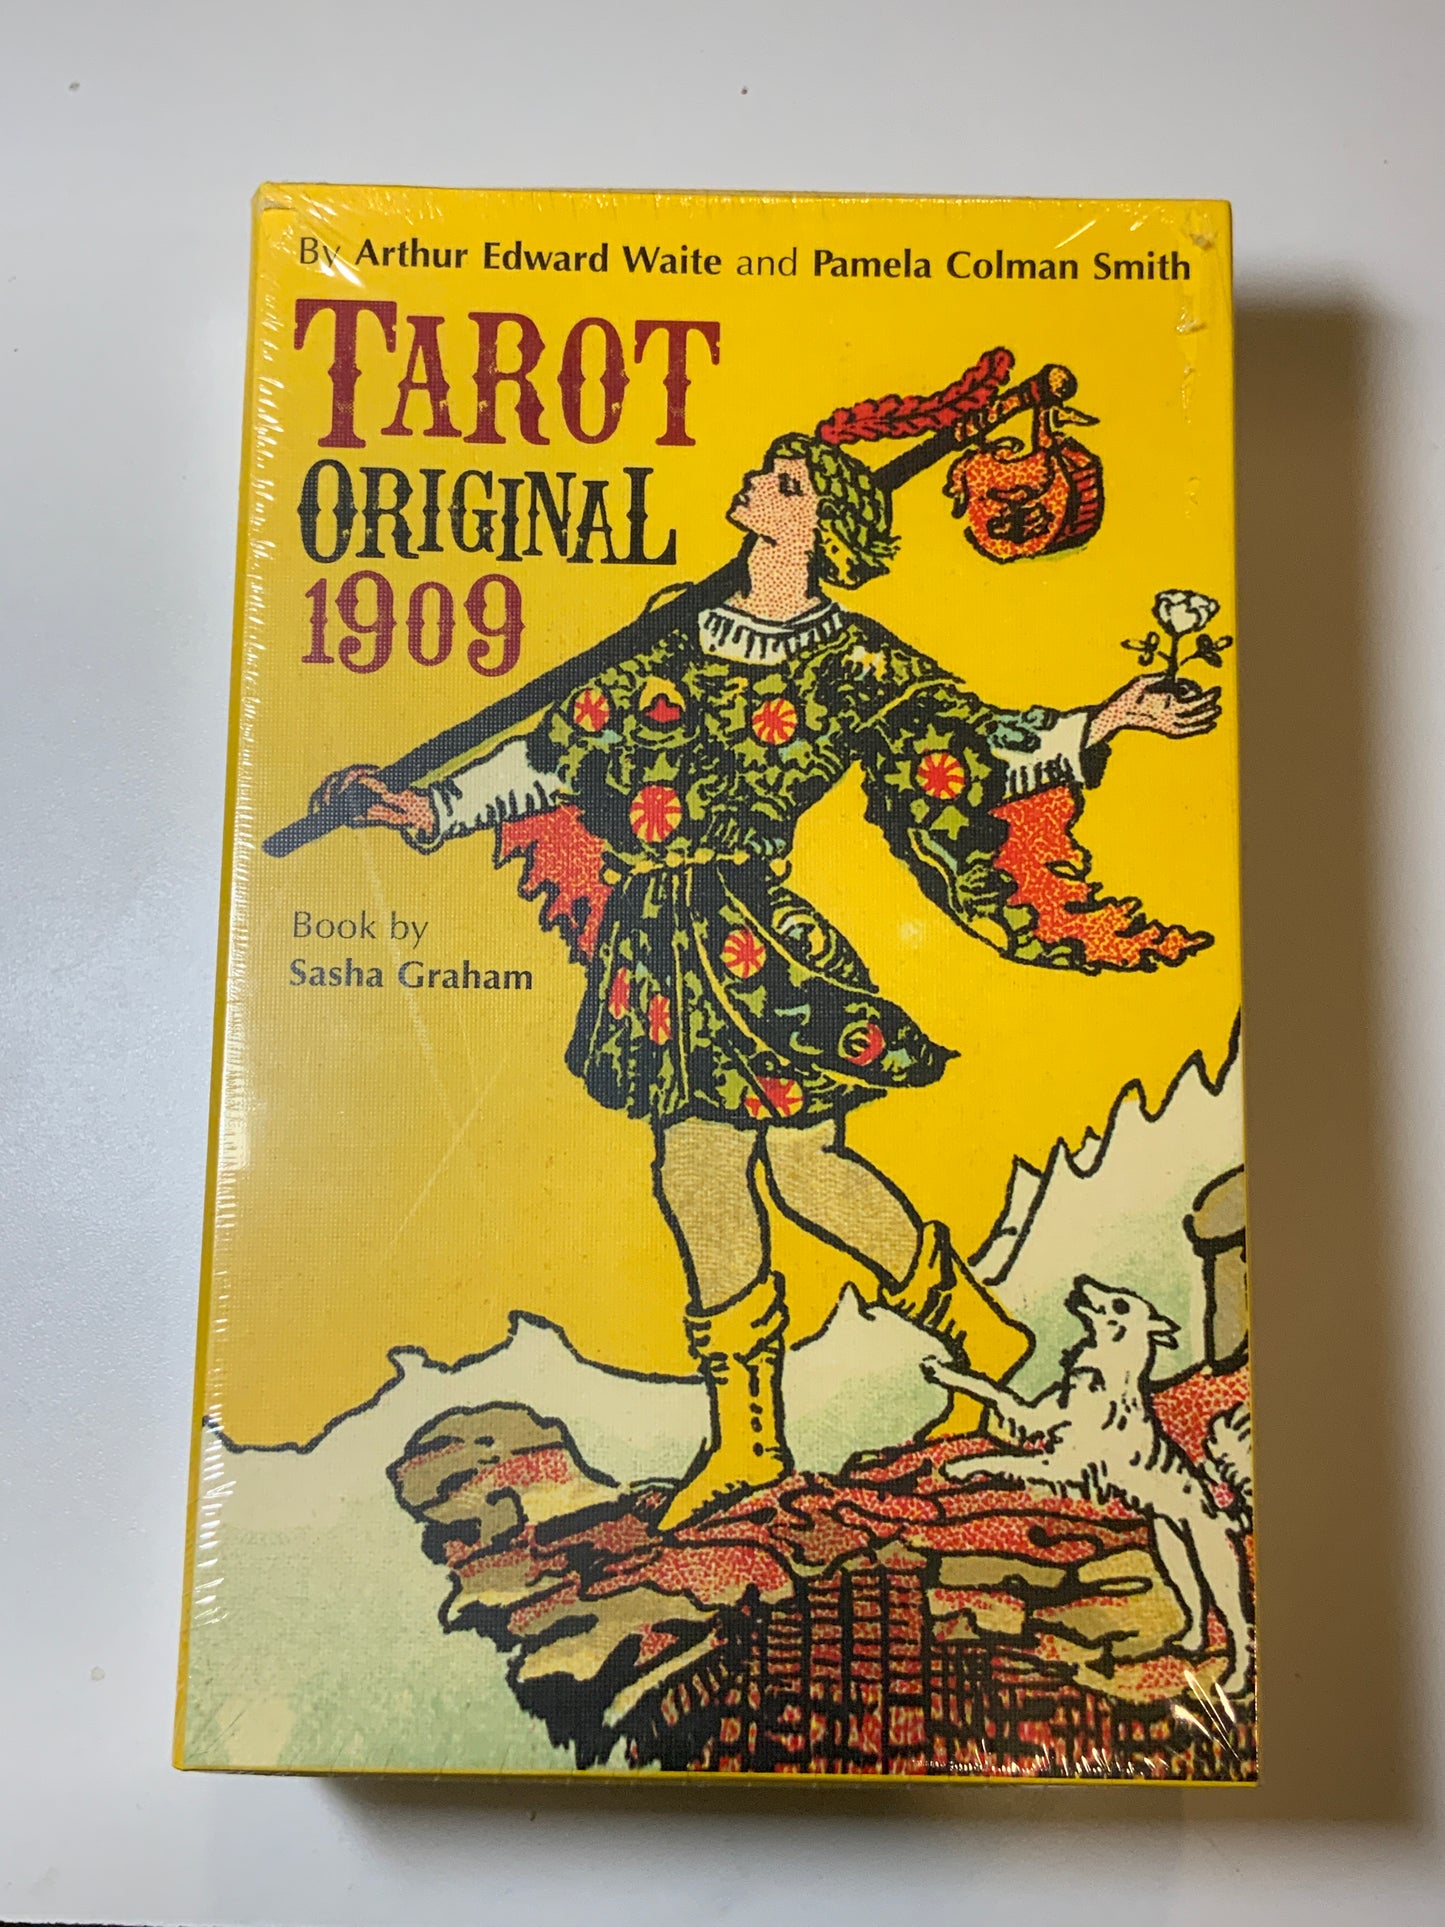 By Arthur Edward Waite and Pamela Colman Smith
TAROT
ORIGINAL
1909
Book by
Sasha Graham